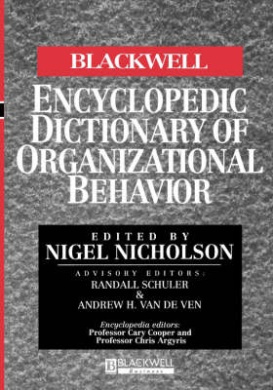 BLACKWELL
ENCYCLOPEDIC
DICTIONARY OF
ORGANIZATIONAL
BEHAVIOR
EDITED BY
NIGEL NICHOLSON
ADVISORY EDITORS:
RANDALL SCHULER
&
ANDREW H. VAN DE VEN
Encyclopedia editors:
Professor Cary Cooper and
Professor Chris Argyris
BLACKWELL
Business